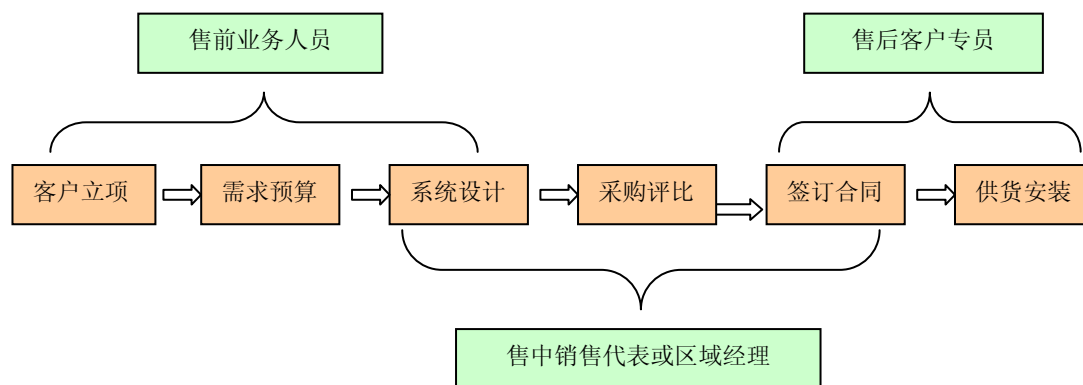 售前业务人员
售后客户专员
客户立项
需求预算
系统设计
采购评比
签订合同
供货安装
售中销售代表或区域经理